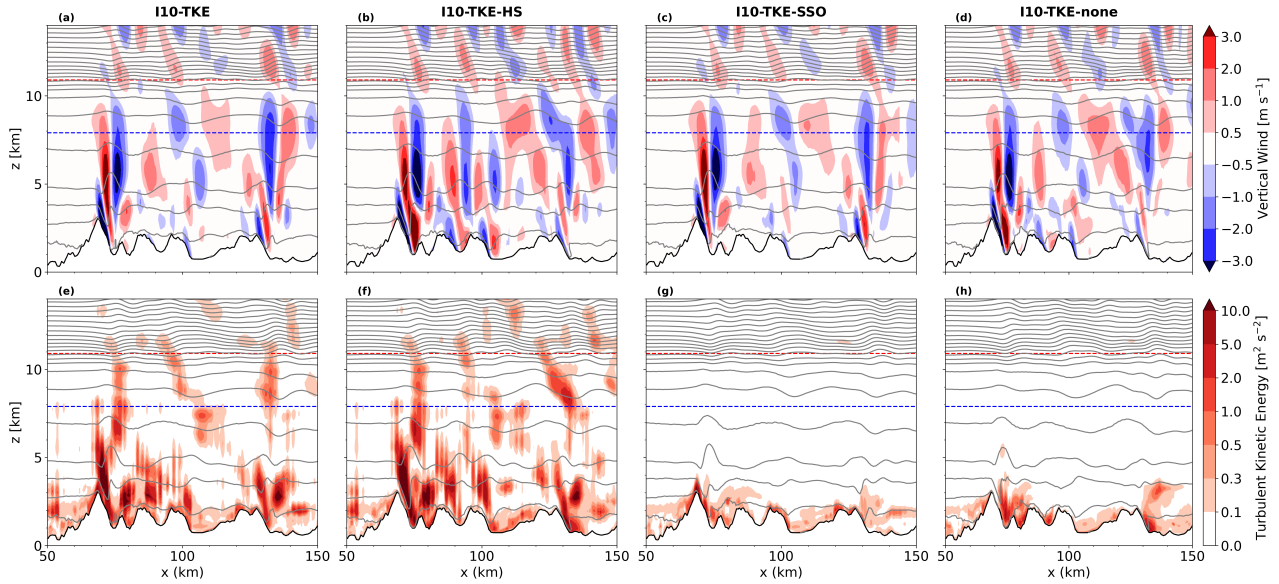 I10-TKE I10-TKE-HS I10-TKE-SSO I10-TKE-none
(a) (b) (c) (d)
z [km]
10
5
0
3.0
2.0
1.0
0.5
−0.5
−1.0
−2.0
−3.0
Vertical Wind [m s⁻¹]
(e) (f) (g) (h)
z [km]
10
5
0
10.0
5.0
2.0
1.0
0.5
0.3
0.1
0.0
Turbulent Kinetic Energy [m² s⁻²]
50 100 150 50 100 150 50 100 150 50 100 150
x (km) x (km) x (km) x (km)